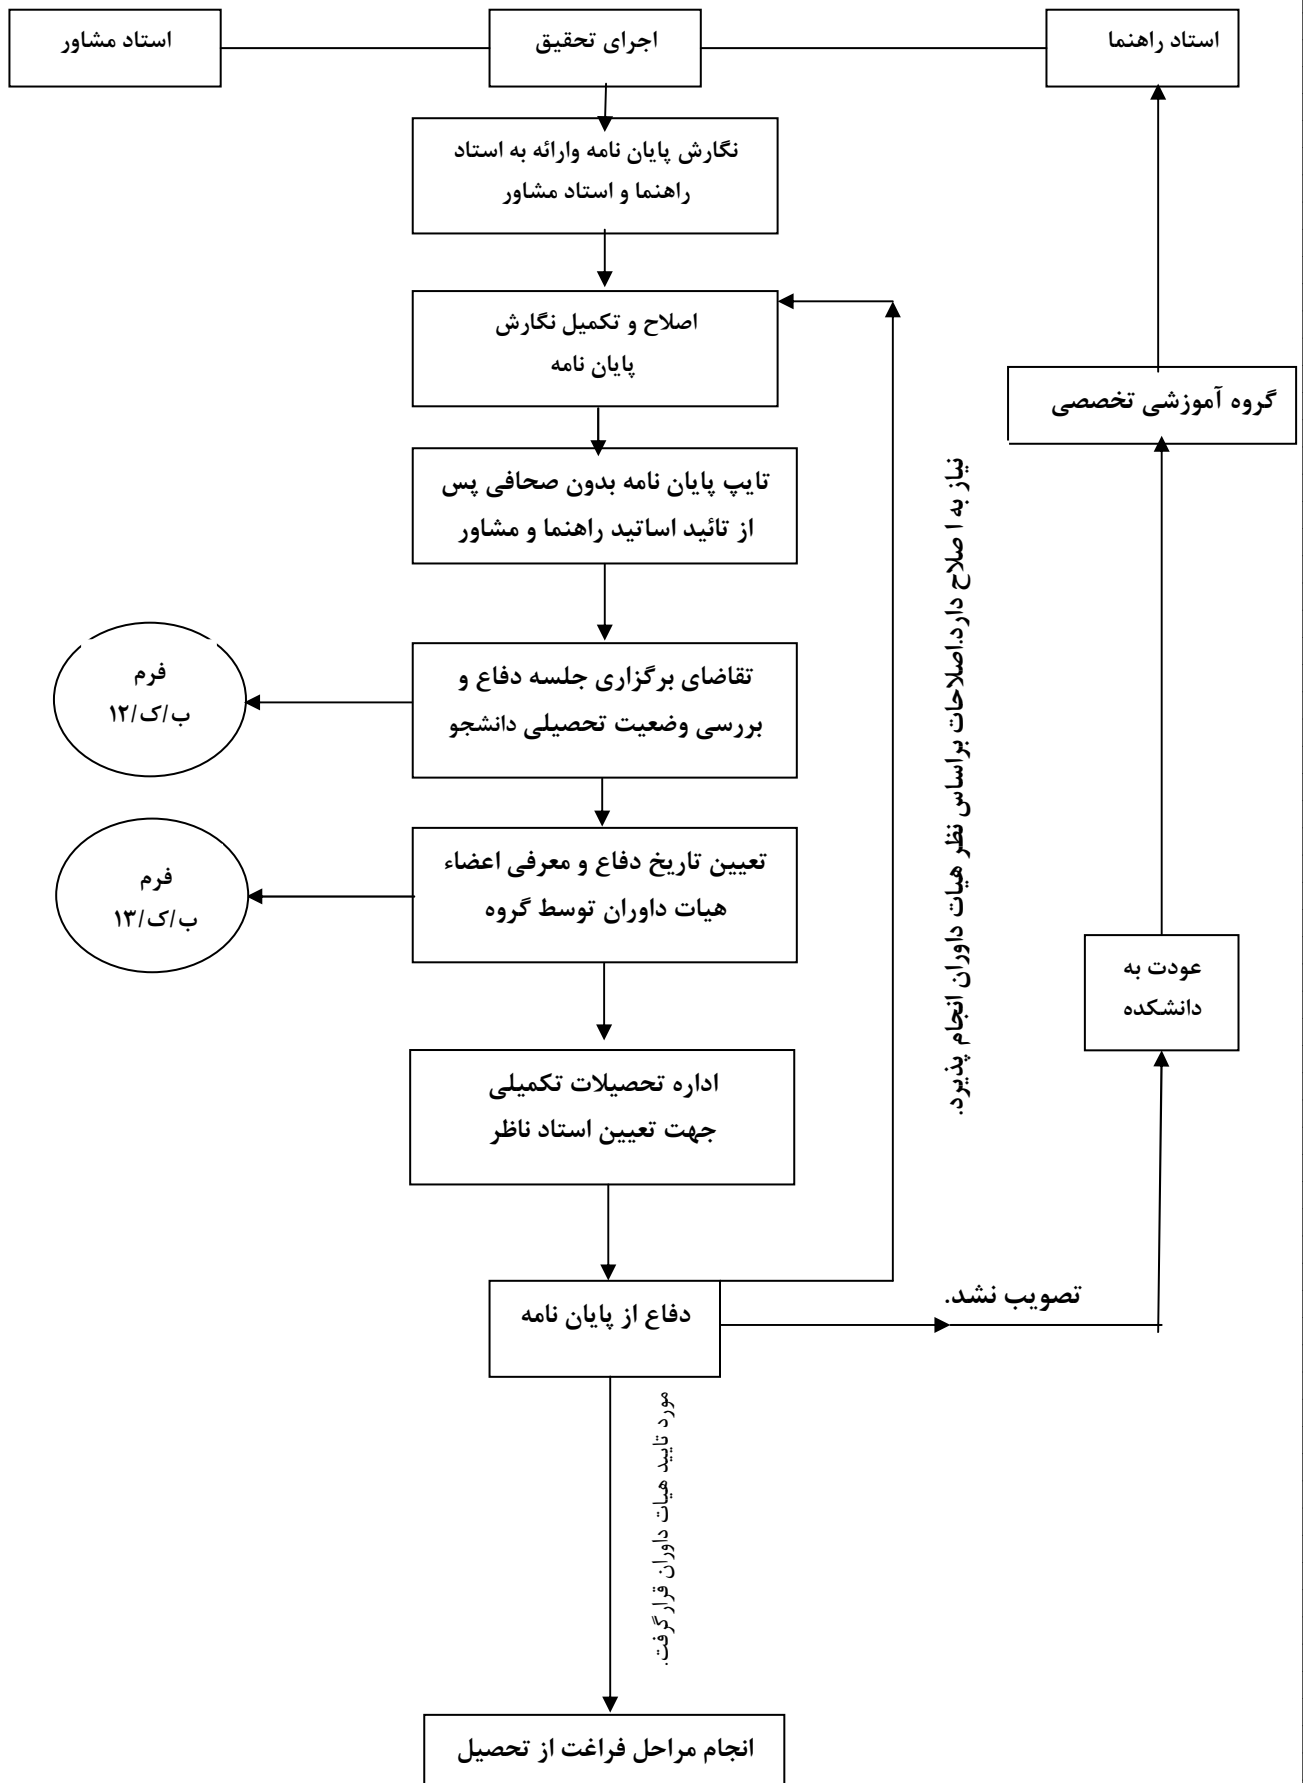 استاد راهنما
اجرای تحقیق
استاد مشاور
نگارش پایان نامه وارائه به استاد
راهنما و استاد مشاور
اصلاح و تکمیل نگارش
پایان نامه
گروه آموزشی تخصصی
تایپ پایان نامه بدون صحافی پس
از تائید اساتید راهنما و مشاور
نیاز به ا صلاح دارد.اصلاحات براساس نظر هیات داوران انجام پذیرد.
تقاضای برگزاری جلسه دفاع و
بررسی وضعیت تحصیلی دانشجو
فرم
ب/ک/۱۲
تعیین تاریخ دفاع و معرفی اعضاء
هیات داوران توسط گروه
فرم
ب/ک/۱۳
عودت به
دانشکده
اداره تحصیلات تکمیلی
جهت تعیین استاد ناظر
دفاع از پایان نامه
تصویب نشد.
مورد تایید هیات داوران قرار گرفت.
انجام مراحل فراغت از تحصیل